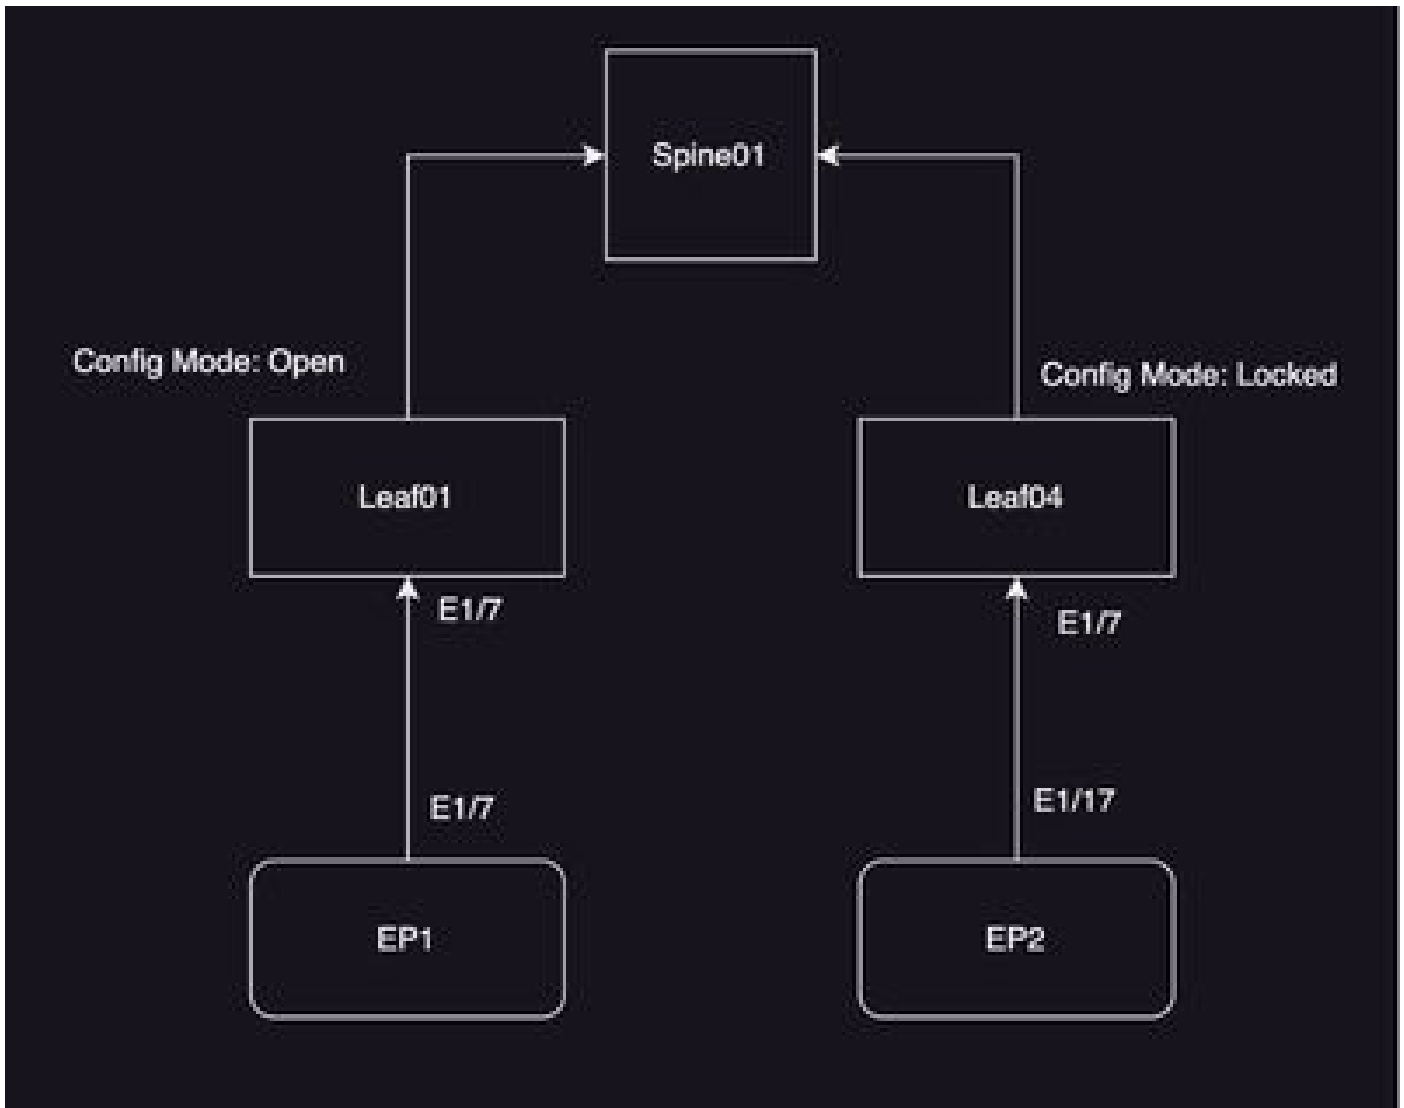 Spine01
Config Mode: Open
Config Mode: Locked
Leaf01
Leaf04
E1/7
E1/7
E1/7
E1/17
EP1
EP2